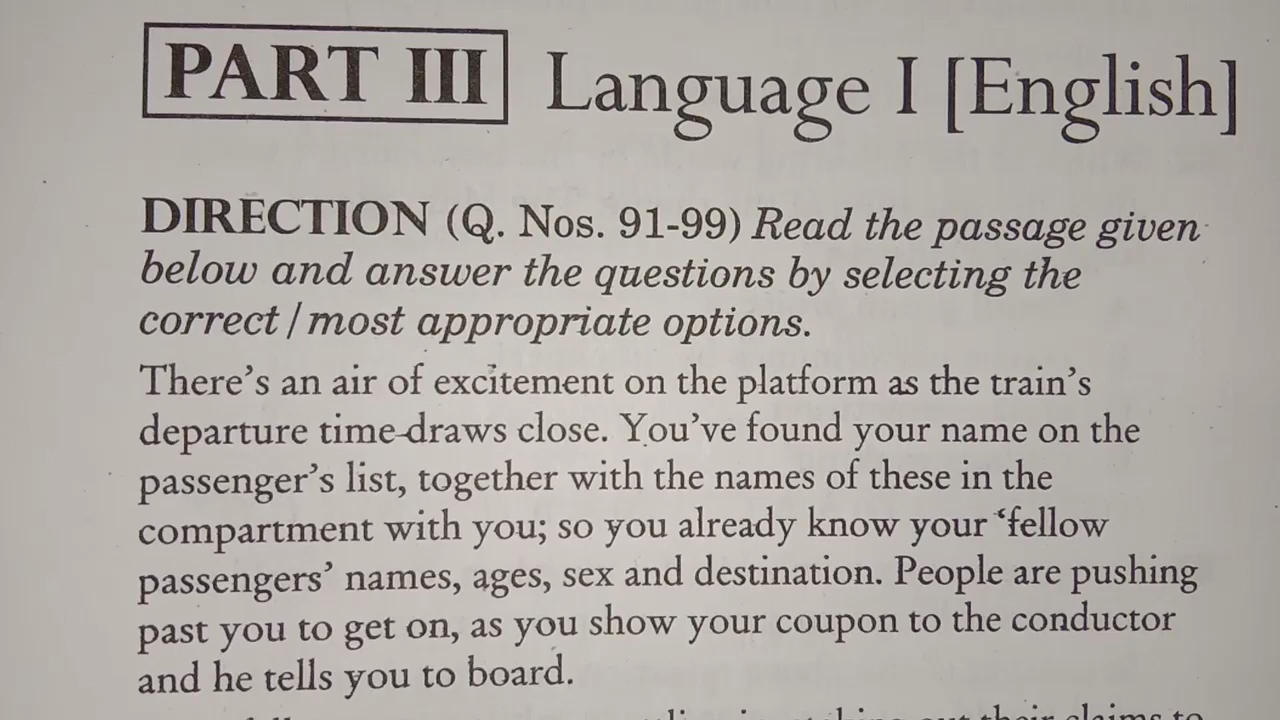 PART III Language I [English]
DIRECTION (Q. Nos. 91-99) Read the passage given
below and answer the questions by selecting the
correct / most appropriate options.
There’s an air of excitement on the platform as the train’s
departure time-draws close. You’ve found your name on the
passenger’s list, together with the names of these in the
compartment with you; so you already know your ‘fellow
passengers’ names, ages, sex and destination. People are pushing
past you to get on, as you show your coupon to the conductor
and he tells you to board.
out their claims to